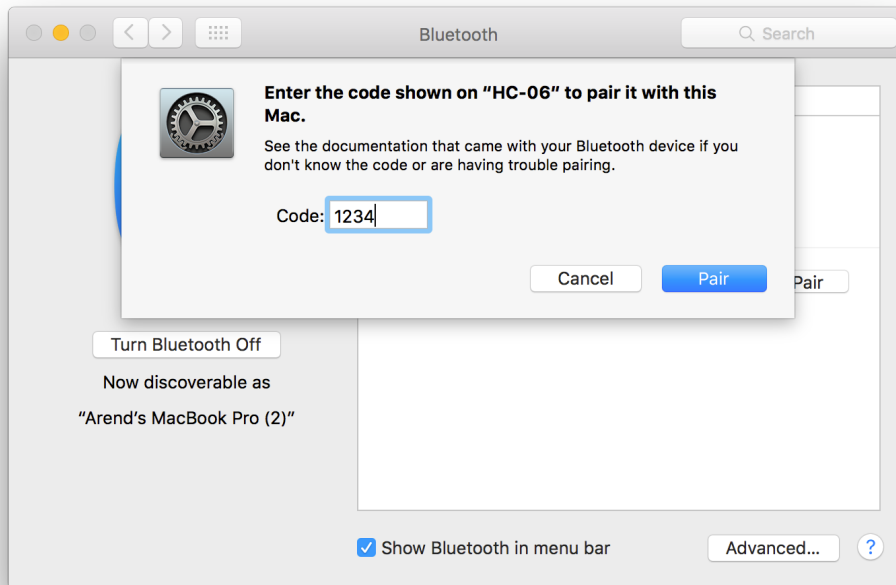 Bluetooth
Search
Enter the code shown on “HC-06” to pair it with this
Mac.
See the documentation that came with your Bluetooth device if you
don't know the code or are having trouble pairing.
Code: 1234
Cancel
Pair
Pair
Turn Bluetooth Off
Now discoverable as
“Arend’s MacBook Pro (2)”
Show Bluetooth in menu bar
Advanced...
?